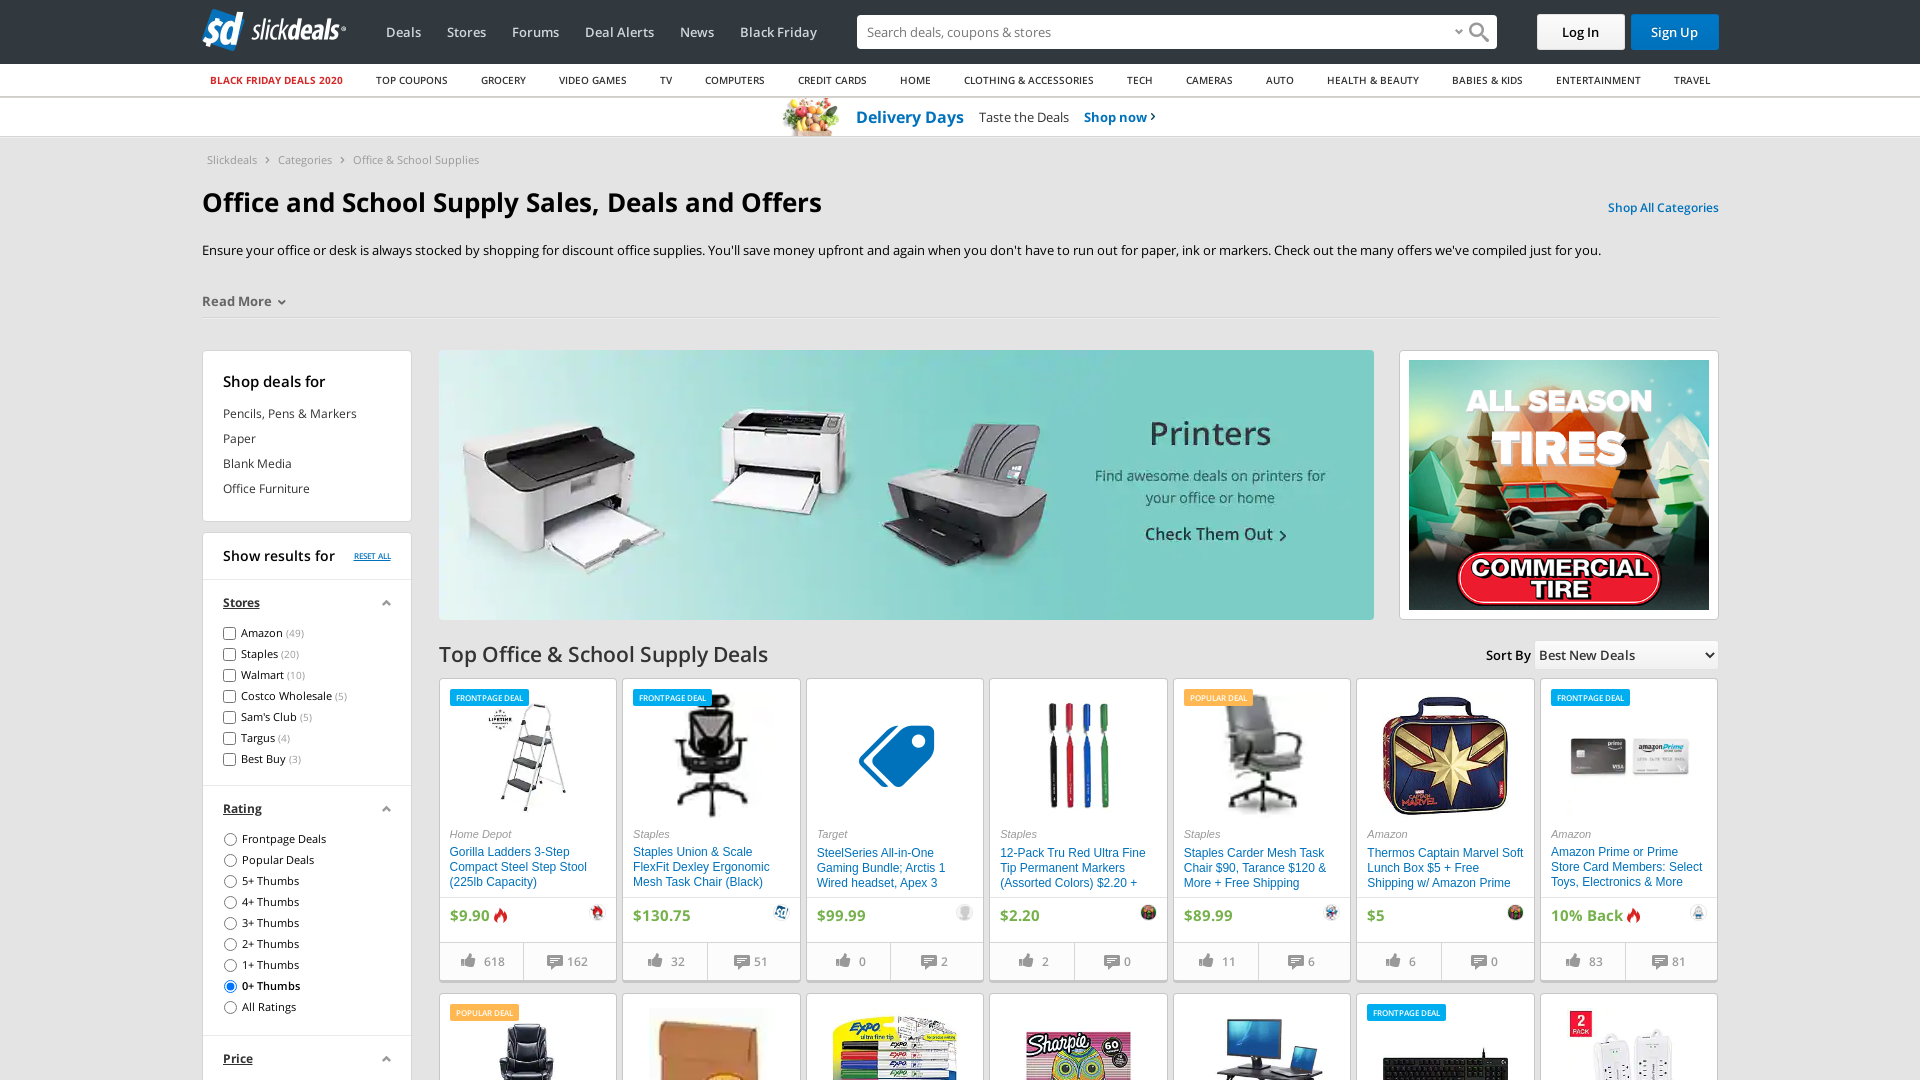 slickdeals
Deals
Stores
Forums
Deal Alerts
News
Black Friday
Search deals, coupons & stores
Log In
Sign Up
BLACK FRIDAY DEALS 2020
TOP COUPONS
GROCERY
VIDEO GAMES
TV
COMPUTERS
CREDIT CARDS
HOME
CLOTHING & ACCESSORIES
TECH
CAMERAS
AUTO
HEALTH & BEAUTY
BABIES & KIDS
ENTERTAINMENT
TRAVEL
Delivery Days Taste the Deals Shop now
Slickdeals › Categories › Office & School Supplies
Office and School Supply Sales, Deals and Offers
Shop All Categories
Ensure your office or desk is always stocked by shopping for discount office supplies. You'll save money upfront and again when you don't have to run out for paper, ink or markers. Check out the many offers we've compiled just for you.
Read More
Shop deals for
Pencils, Pens & Markers
Paper
Blank Media
Office Furniture
Show results for
RESET ALL
Stores
Amazon (49)
Staples (20)
Walmart (10)
Costco Wholesale (5)
Sam's Club (5)
Targus (4)
Best Buy (3)
Rating
Frontpage Deals
Popular Deals
5+ Thumbs
4+ Thumbs
3+ Thumbs
2+ Thumbs
1+ Thumbs
0+ Thumbs
All Ratings
Price
Printers
Find awesome deals on printers for
your office or home
Check Them Out
ALL SEASON
TIRES
COMMERCIAL
TIRE
Top Office & School Supply Deals
Sort By
Best New Deals
FRONTPAGE DEAL
LIFETIME
Home Depot
Gorilla Ladders 3-Step
Compact Steel Step Stool
(225lb Capacity)
$9.90
618
162
FRONTPAGE DEAL
Staples
Staples Union & Scale
FlexFit Dexley Ergonomic
Mesh Task Chair (Black)
$130.75
32
51
Target
SteelSeries All-in-One
Gaming Bundle; Arctis 1
Wired headset, Apex 3
$99.99
0
2
Staples
12-Pack Tru Red Ultra Fine
Tip Permanent Markers
(Assorted Colors) $2.20 +
$2.20
2
0
POPULAR DEAL
Staples
Staples Carder Mesh Task
Chair $90, Tarance $120 &
More + Free Shipping
$89.99
11
6
CAPTAIN
MARVEL
Amazon
Thermos Captain Marvel Soft
Lunch Box $5 + Free
Shipping w/ Amazon Prime
$5
6
0
FRONTPAGE DEAL
prime
VISA
amazonPrime
Amazon
Amazon Prime or Prime
Store Card Members: Select
Toys, Electronics & More
10% Back
83
81
POPULAR DEAL
EXPO
ultra fine tip
EXPO
EXPO
EXPO
Sharpie
60
FRONTPAGE DEAL
2
PACK